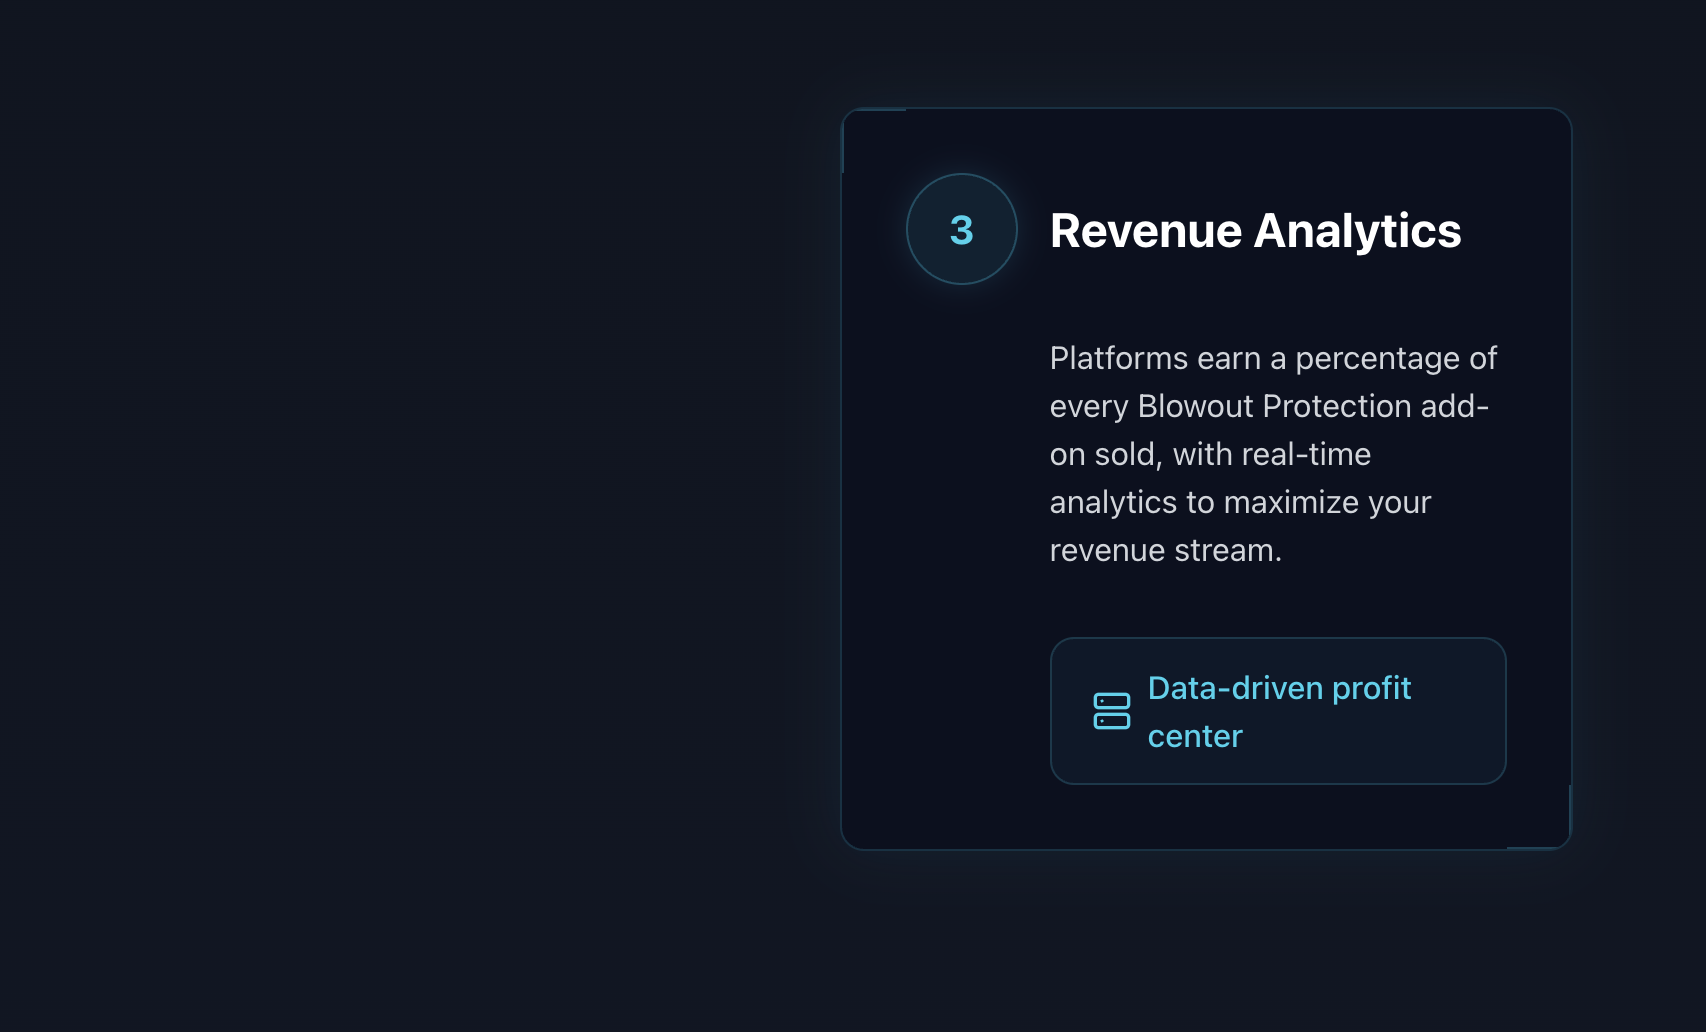 3
Revenue Analytics
Platforms earn a percentage of
every Blowout Protection add-
on sold, with real-time
analytics to maximize your
revenue stream.
Data-driven profit
center